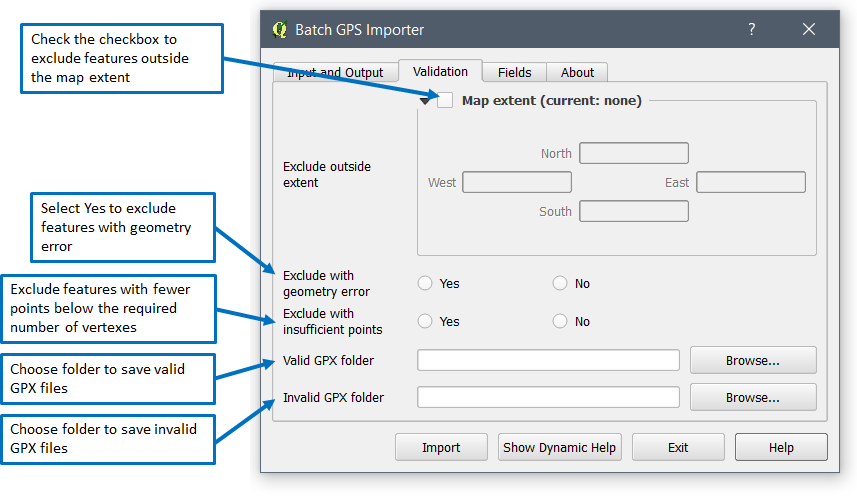 Check the checkbox to
exclude features outside
the map extent
Select Yes to exclude
features with geometry
error
Exclude features with fewer
points below the required
number of vertexes
Choose folder to save valid
GPX files
Choose folder to save invalid
GPX files
Batch GPS Importer
?
Input and Output
Validation
Fields
About
Map extent (current: none)
Exclude outside
extent
North
West
East
South
Exclude with
geometry error
Yes
No
Exclude with
insufficient points
Yes
No
Valid GPX folder
Browse...
Invalid GPX folder
Browse...
Import
Show Dynamic Help
Exit
Help